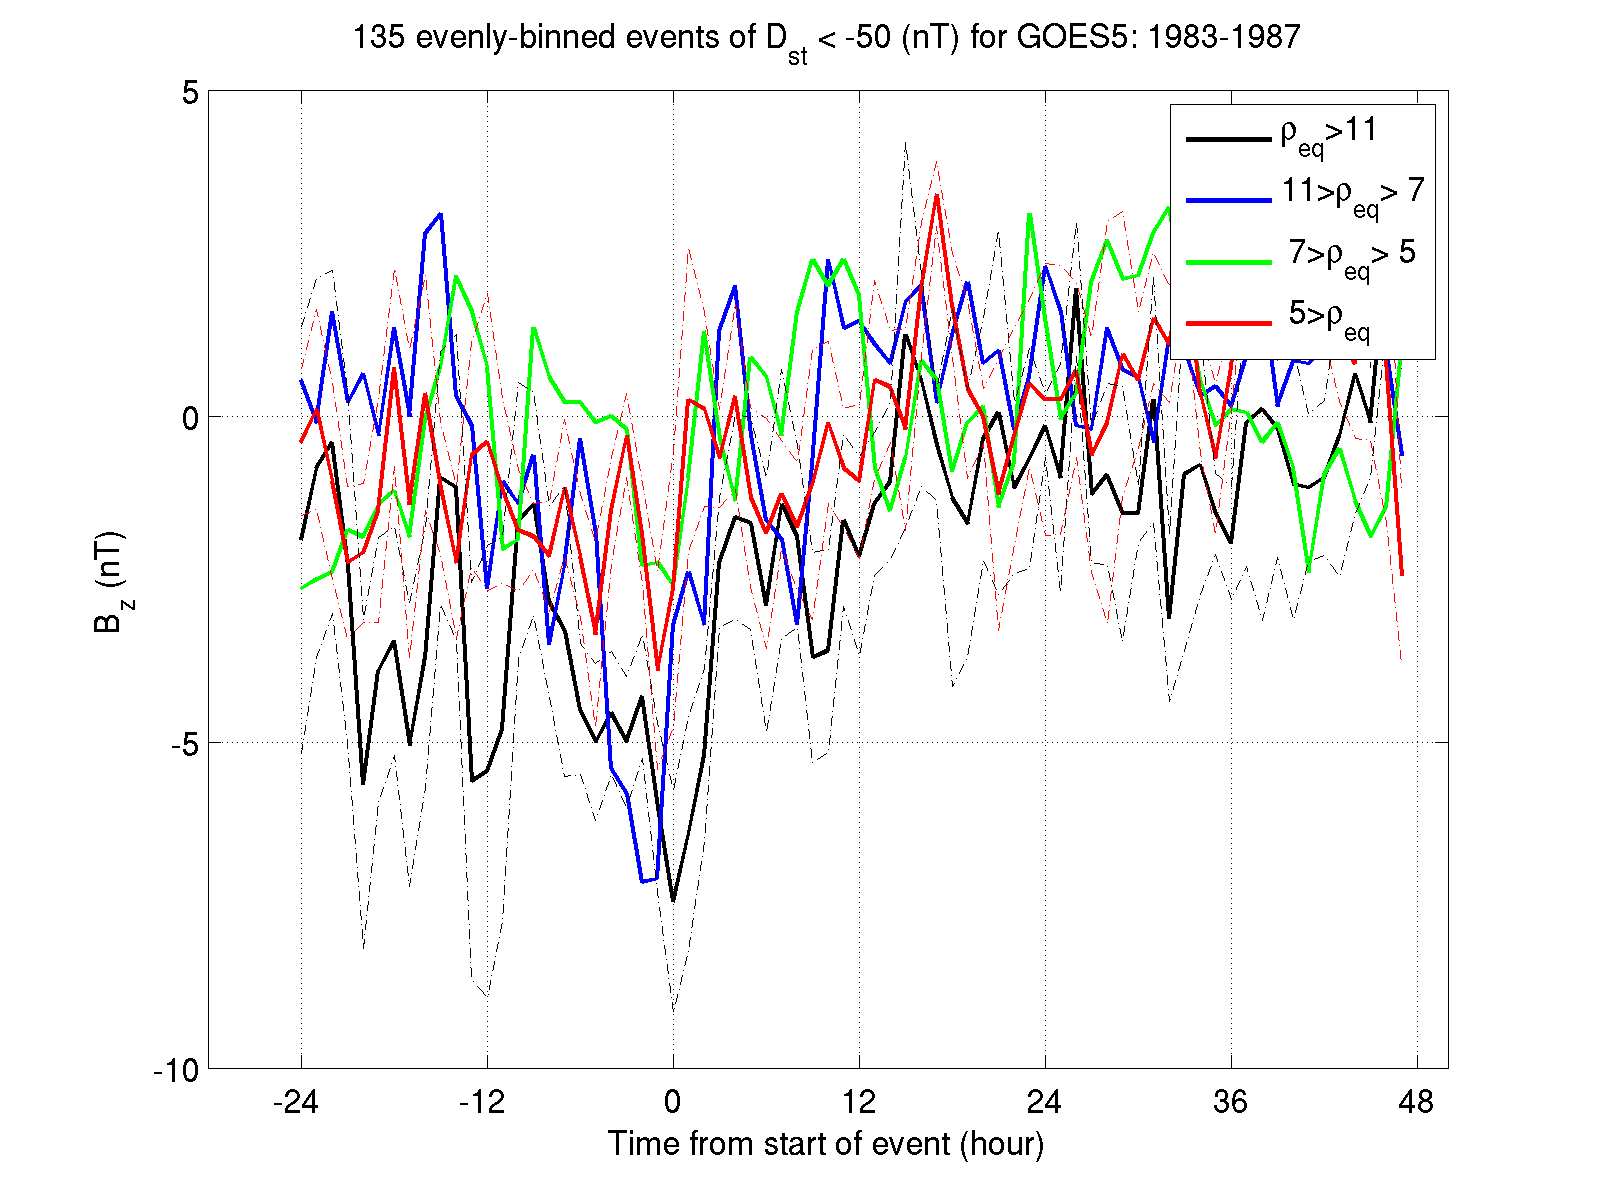 135 evenly-binned events of Dst < -50 (nT) for GOES5: 1983-1987
5
0
-5
-10
Bz (nT)
ρeq>11
11>ρeq> 7
7>ρeq> 5
5>ρeq
-24 -12 0 12 24 36 48
Time from start of event (hour)